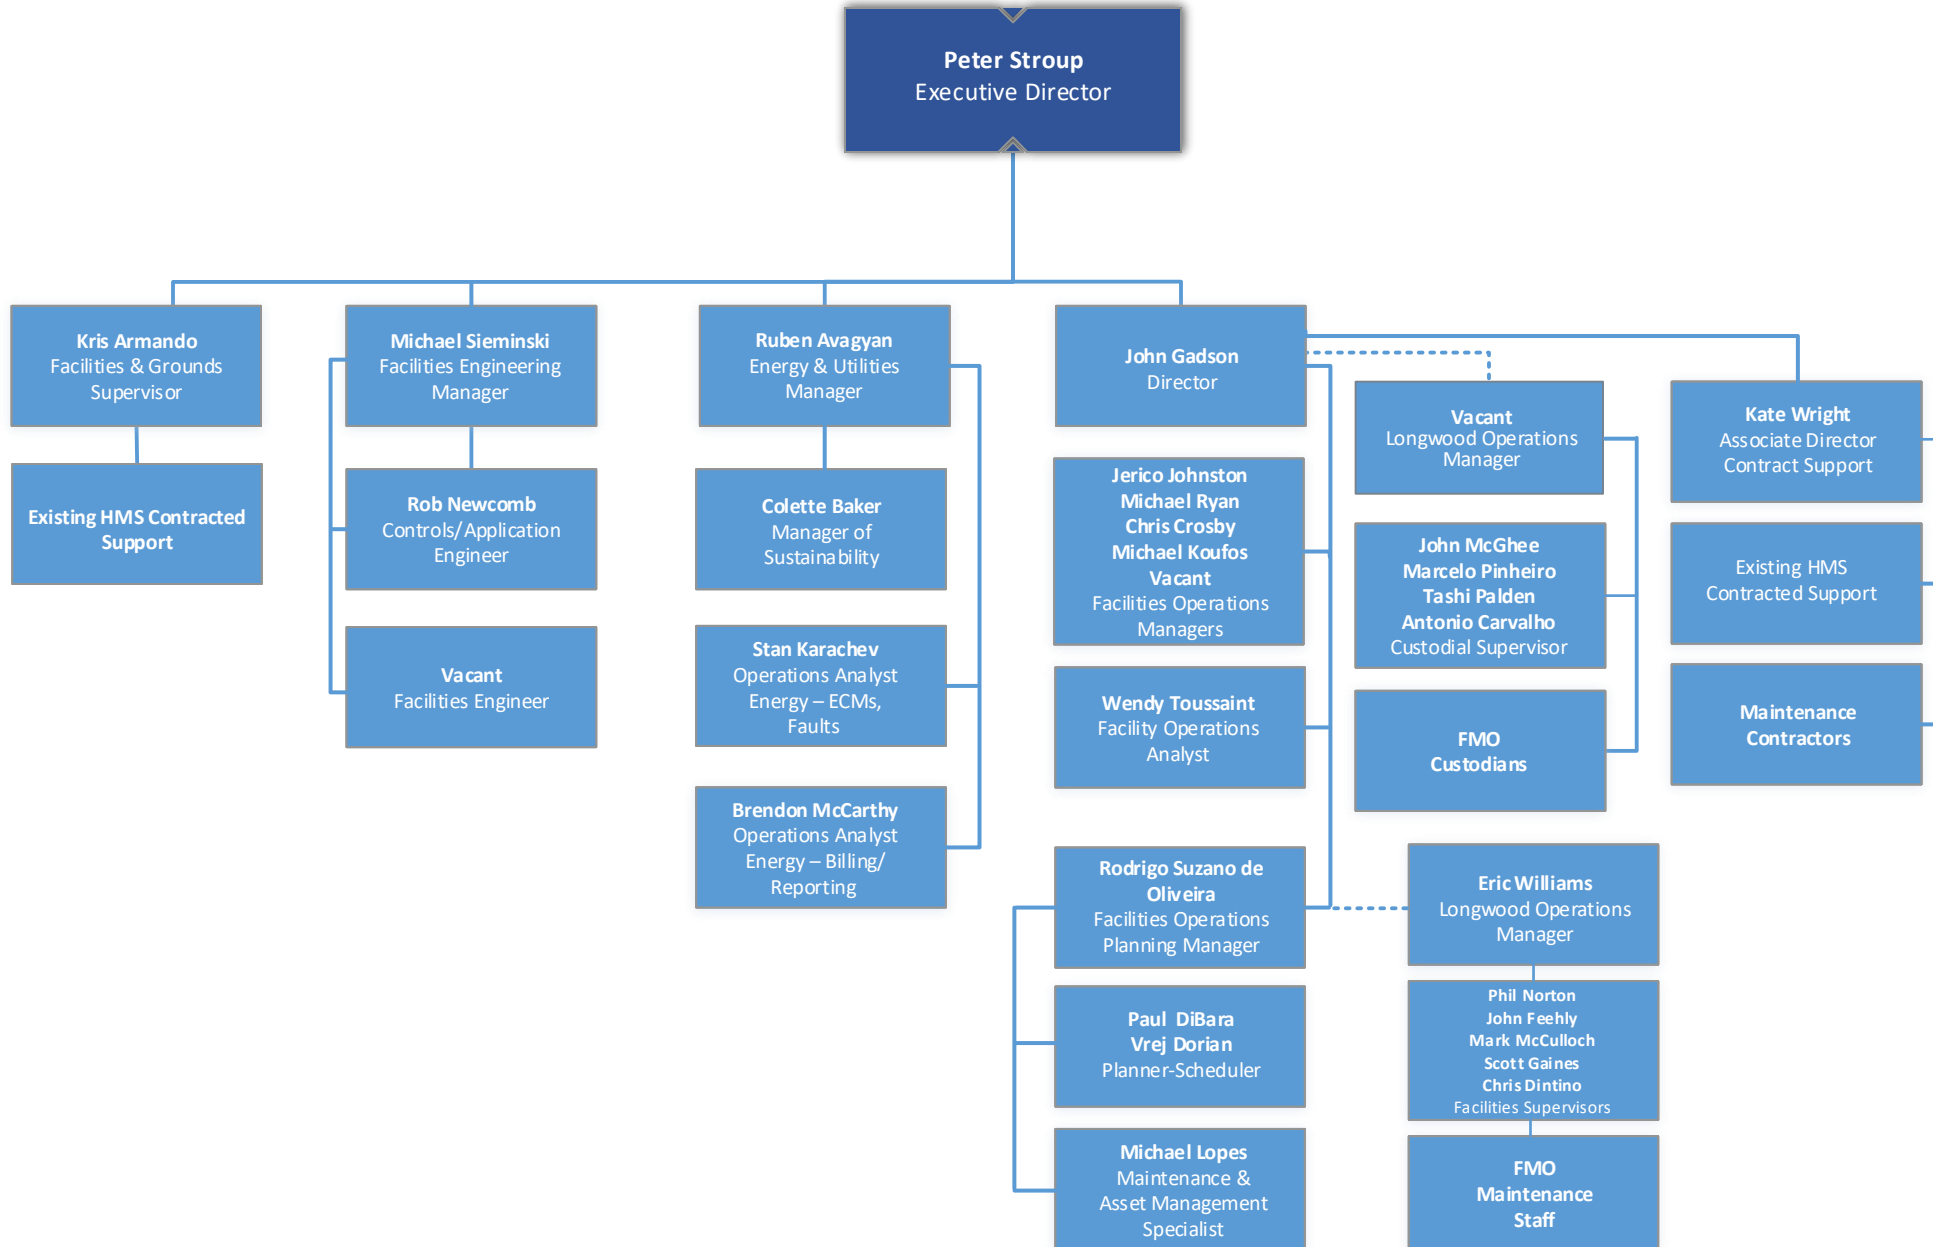 Peter Stroup
Executive Director
Kris Armando
Facilities & Grounds
Supervisor
Existing HMS Contracted
Support
Michael Sieminski
Facilities Engineering
Manager
Rob Newcomb
Controls/Application
Engineer
Vacant
Facilities Engineer
Ruben Avagyan
Energy & Utilities
Manager
Colette Baker
Manager of
Sustainability
Stan Karachev
Operations Analyst
Energy – ECMs,
Faults
Brendon McCarthy
Operations Analyst
Energy – Billing/
Reporting
John Gadson
Director
Jerico Johnston
Michael Ryan
Chris Crosby
Michael Koufos
Vacant
Facilities Operations
Managers
Wendy Toussaint
Facility Operations
Analyst
Rodrigo Suzano de
Oliveira
Facilities Operations
Planning Manager
Paul DiBara
Vrej Dorian
Planner-Scheduler
Michael Lopes
Maintenance &
Asset Management
Specialist
Vacant
Longwood Operations
Manager
John McGhee
Marcelo Pinheiro
Tashi Palden
Antonio Carvalho
Custodial Supervisor
FMO
Custodians
Eric Williams
Longwood Operations
Manager
Phil Norton
John Feehly
Mark McCulloch
Scott Gaines
Chris Dintino
Facilities Supervisors
FMO
Maintenance
Staff
Kate Wright
Associate Director
Contract Support
Existing HMS
Contracted Support
Maintenance
Contractors